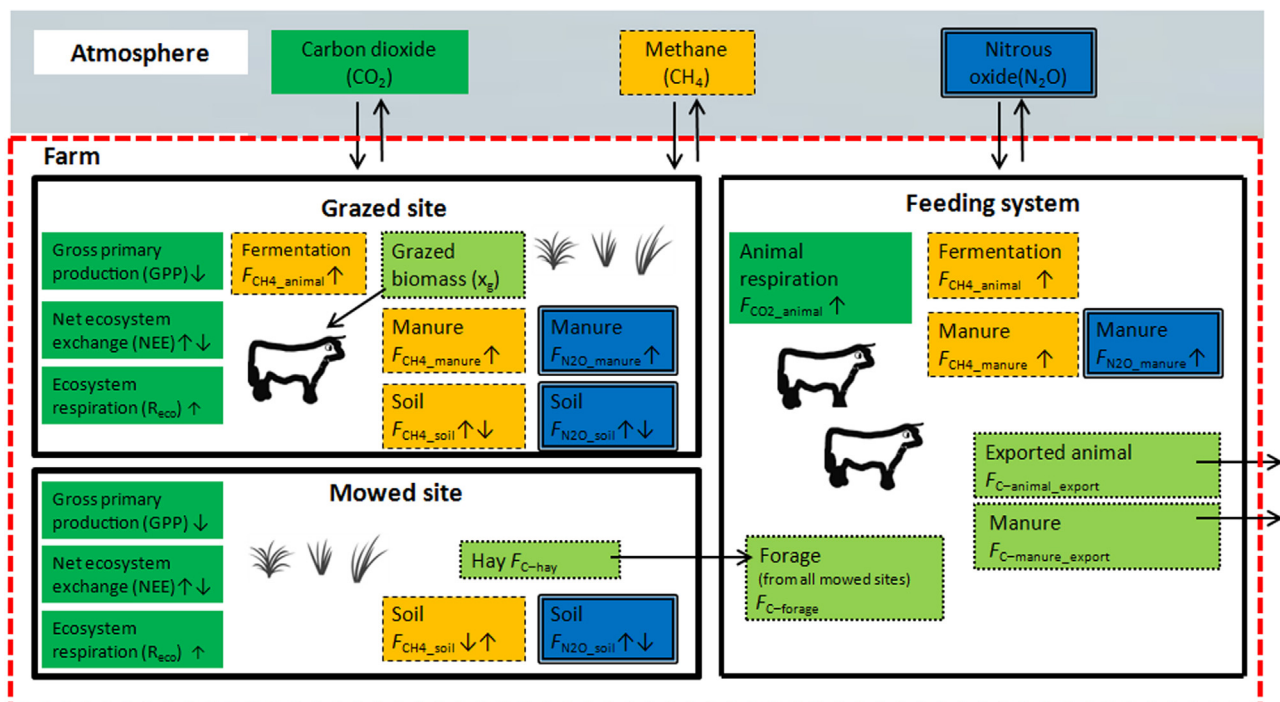 Atmosphere
Carbon dioxide
(CO₂)
Methane
(CH₄)
Nitrous
oxide(N₂O)
Farm
Grazed site
Gross primary
production (GPP)↓
Net ecosystem
exchange (NEE)↑↓
Ecosystem
respiration (Reco) ↑
Fermentation
FCH4_animal↑
Grazed
biomass (xg)
Manure
FCH4_manure↑
Manure
FN2O_manure↑
Soil
FCH4_soil↑↓
Soil
FN2O_soil↑↓
Mowed site
Gross primary
production (GPP) ↓
Net ecosystem
exchange (NEE)↑↓
Ecosystem
respiration (Reco) ↑
Hay FC–hay
Soil
FCH4_soil ↓↑
Soil
FN2O_soil↑↓
Feeding system
Animal
respiration
FCO2_animal ↑
Fermentation
FCH4_animal ↑
Manure
FCH4_manure ↑
Manure
FN2O_manure↑
Exported animal
FC–animal_export
Manure
FC–manure_export
Forage
(from all mowed sites)
FC–forage